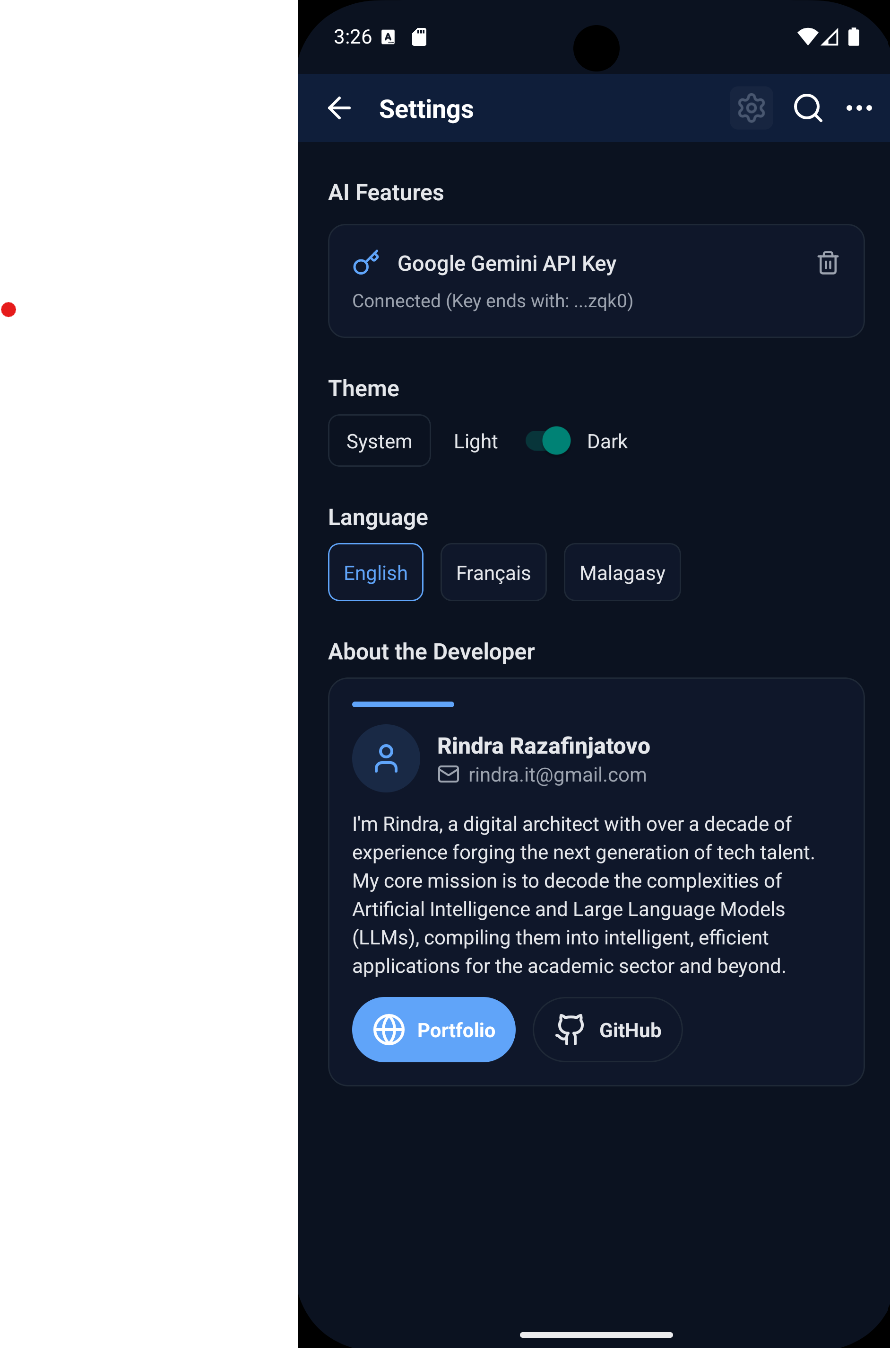 3:26
Settings
AI Features
Google Gemini API Key
Connected (Key ends with: ...zqk0)
Theme
System Light Dark
Language
English Français Malagasy
About the Developer
Rindra Razafinjatovo
rindra.it@gmail.com
I'm Rindra, a digital architect with over a decade of
experience forging the next generation of tech talent.
My core mission is to decode the complexities of
Artificial Intelligence and Large Language Models
(LLMs), compiling them into intelligent, efficient
applications for the academic sector and beyond.
Portfolio GitHub